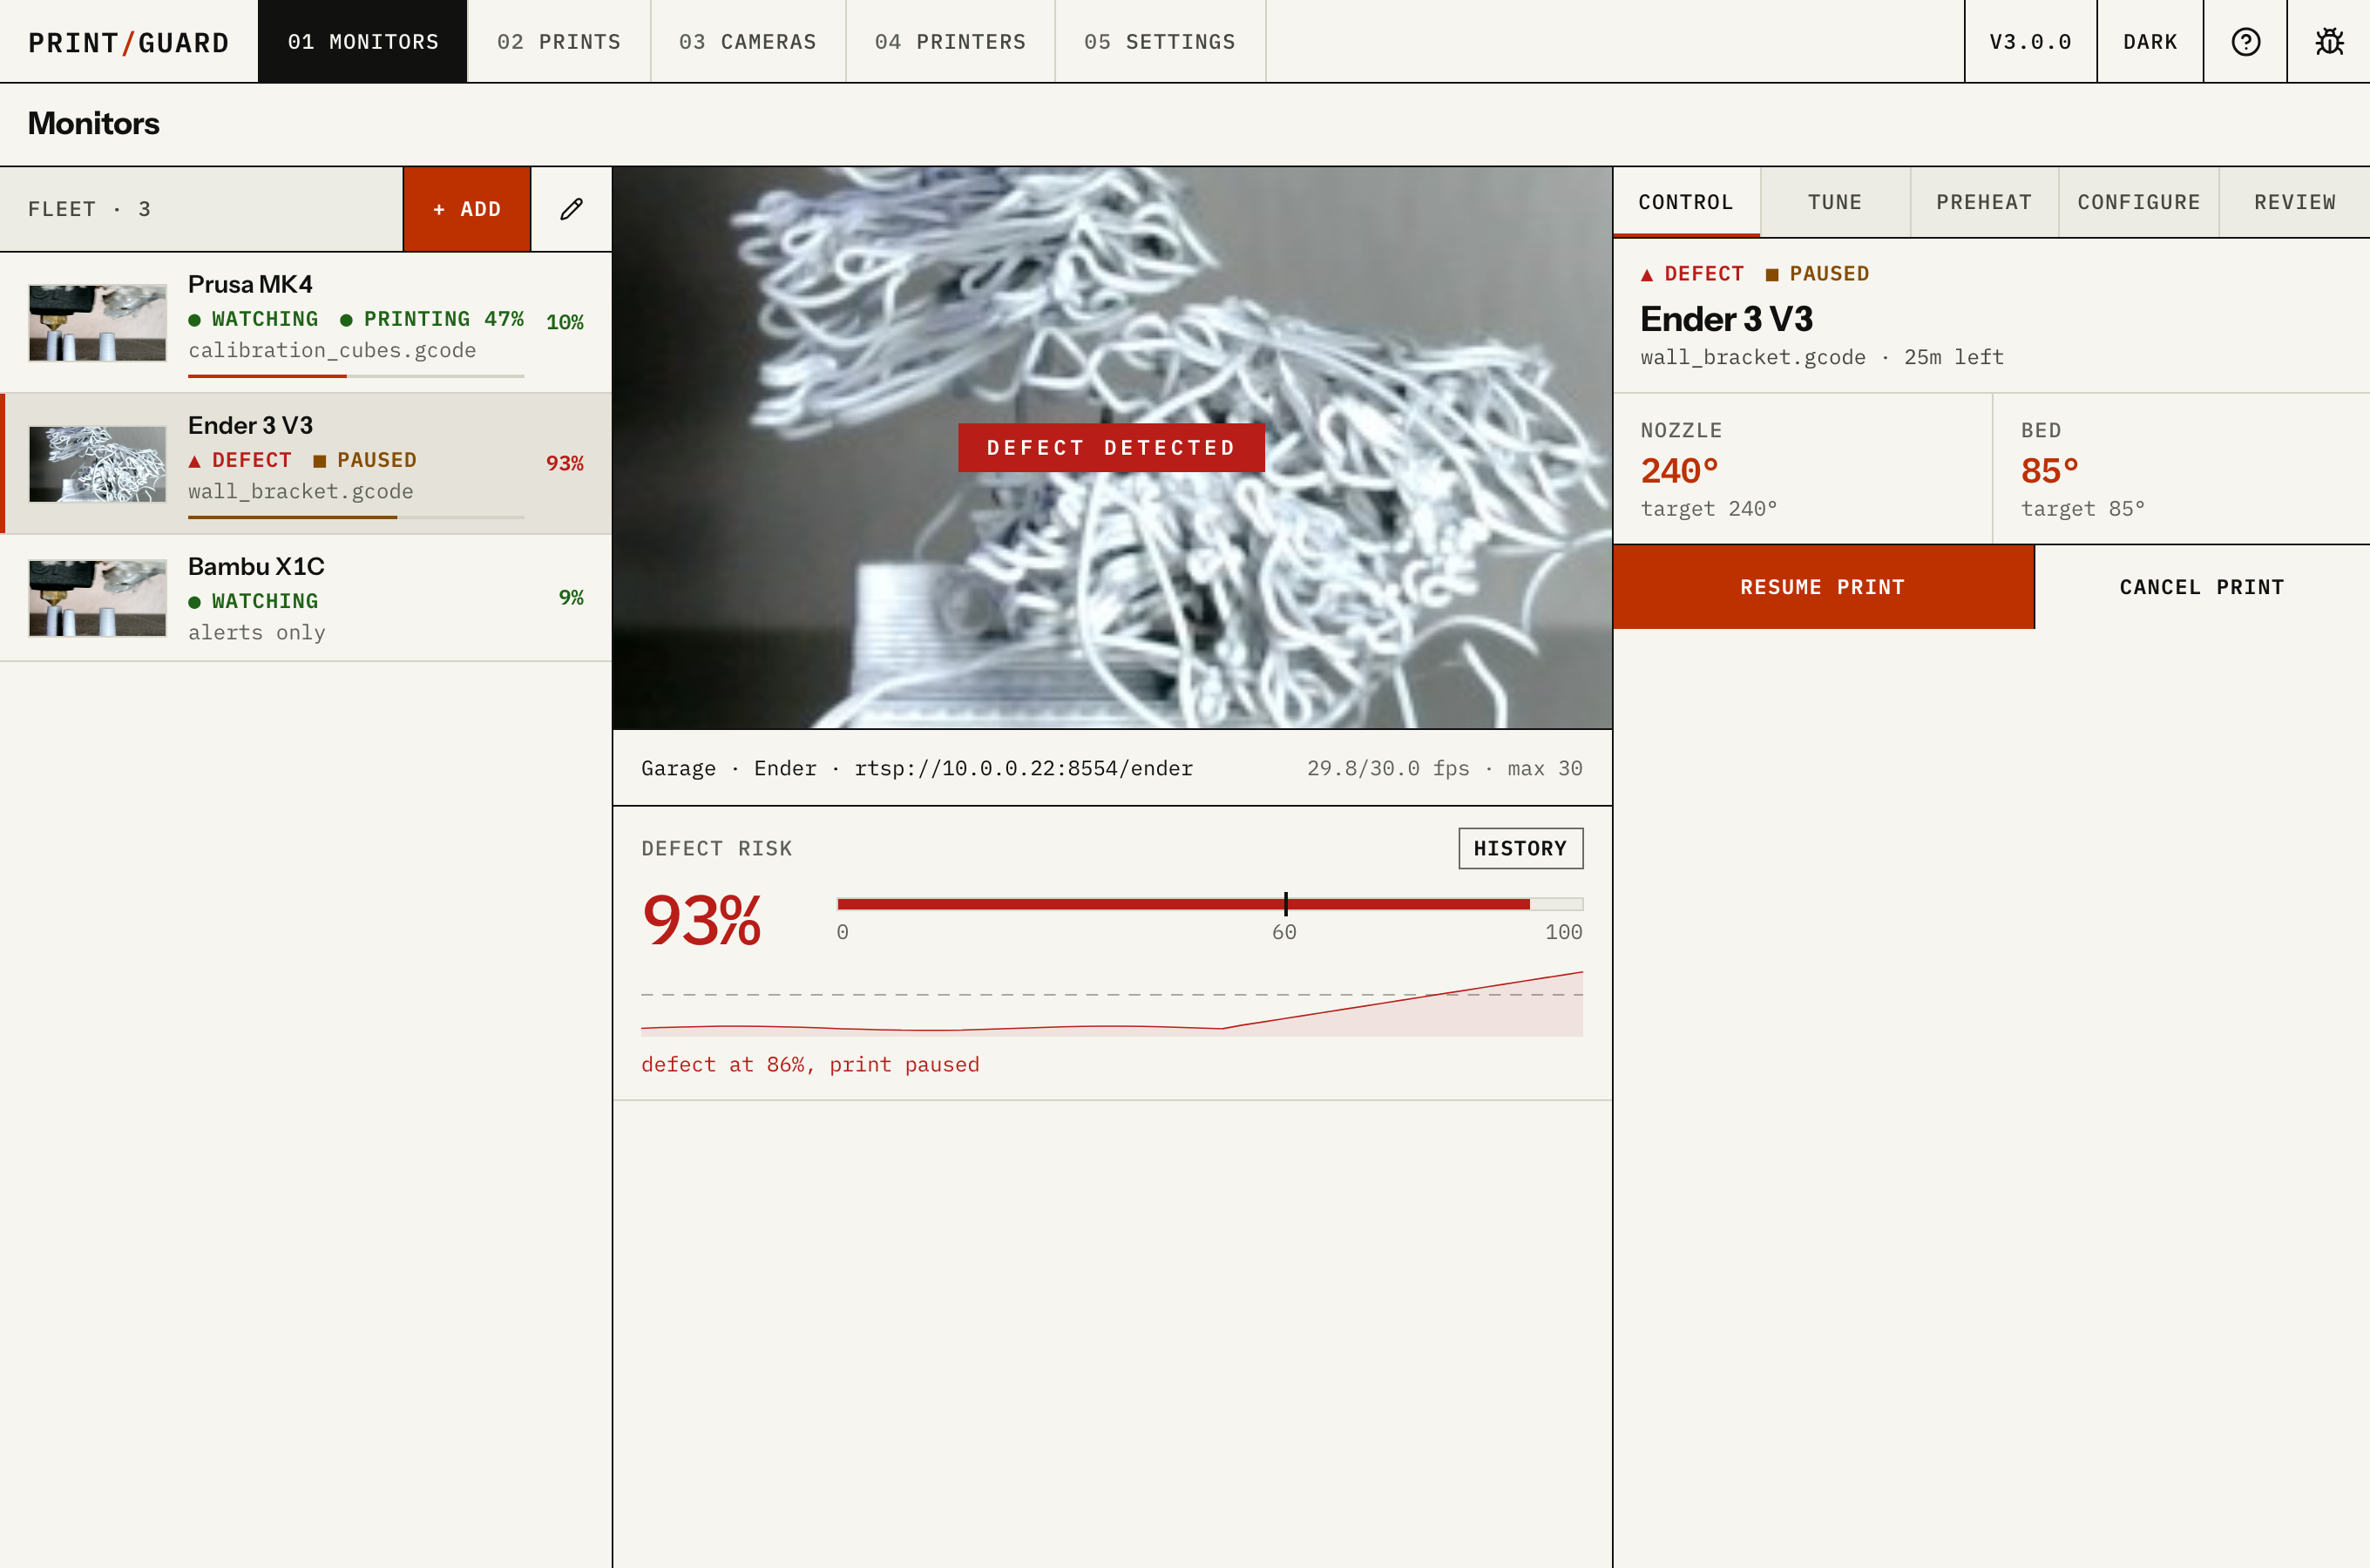 PRINT/GUARD
01 MONITORS
02 PRINTS
03 CAMERAS
04 PRINTERS
05 SETTINGS
V3.0.0
DARK
Monitors
FLEET · 3
+ ADD
Prusa MK4
● WATCHING ● PRINTING 47%
10%
calibration_cubes.gcode
Ender 3 V3
▲ DEFECT ■ PAUSED
93%
wall_bracket.gcode
Bambu X1C
● WATCHING
9%
alerts only
DEFECT DETECTED
Garage · Ender · rtsp://10.0.0.22:8554/ender
29.8/30.0 fps · max 30
DEFECT RISK
HISTORY
93%
0 60 100
defect at 86%, print paused
CONTROL
TUNE
PREHEAT
CONFIGURE
REVIEW
▲ DEFECT ■ PAUSED
Ender 3 V3
wall_bracket.gcode · 25m left
NOZZLE
240°
target 240°
BED
85°
target 85°
RESUME PRINT
CANCEL PRINT